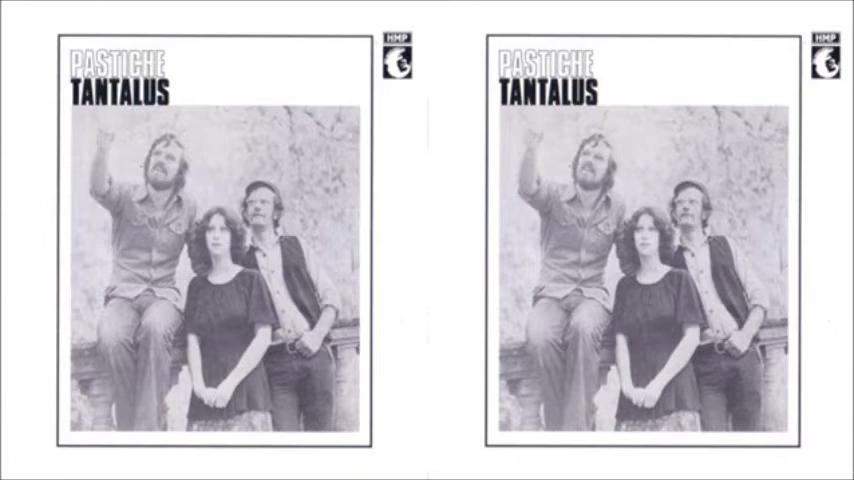 PASTICHE
TANTALUS
HMP
PASTICHE
TANTALUS
HMP